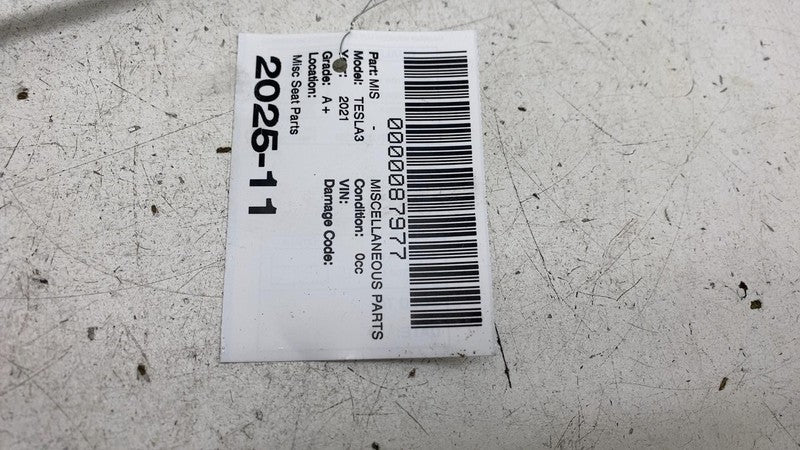 0000087977
Part: MIS - MISCELLANEOUS PARTS
Model: TESLA3 Condition: 0cc
Year: 2021 VIN:
Grade: A+ Damage Code:
Location:
Misc Seat Parts
2025-11